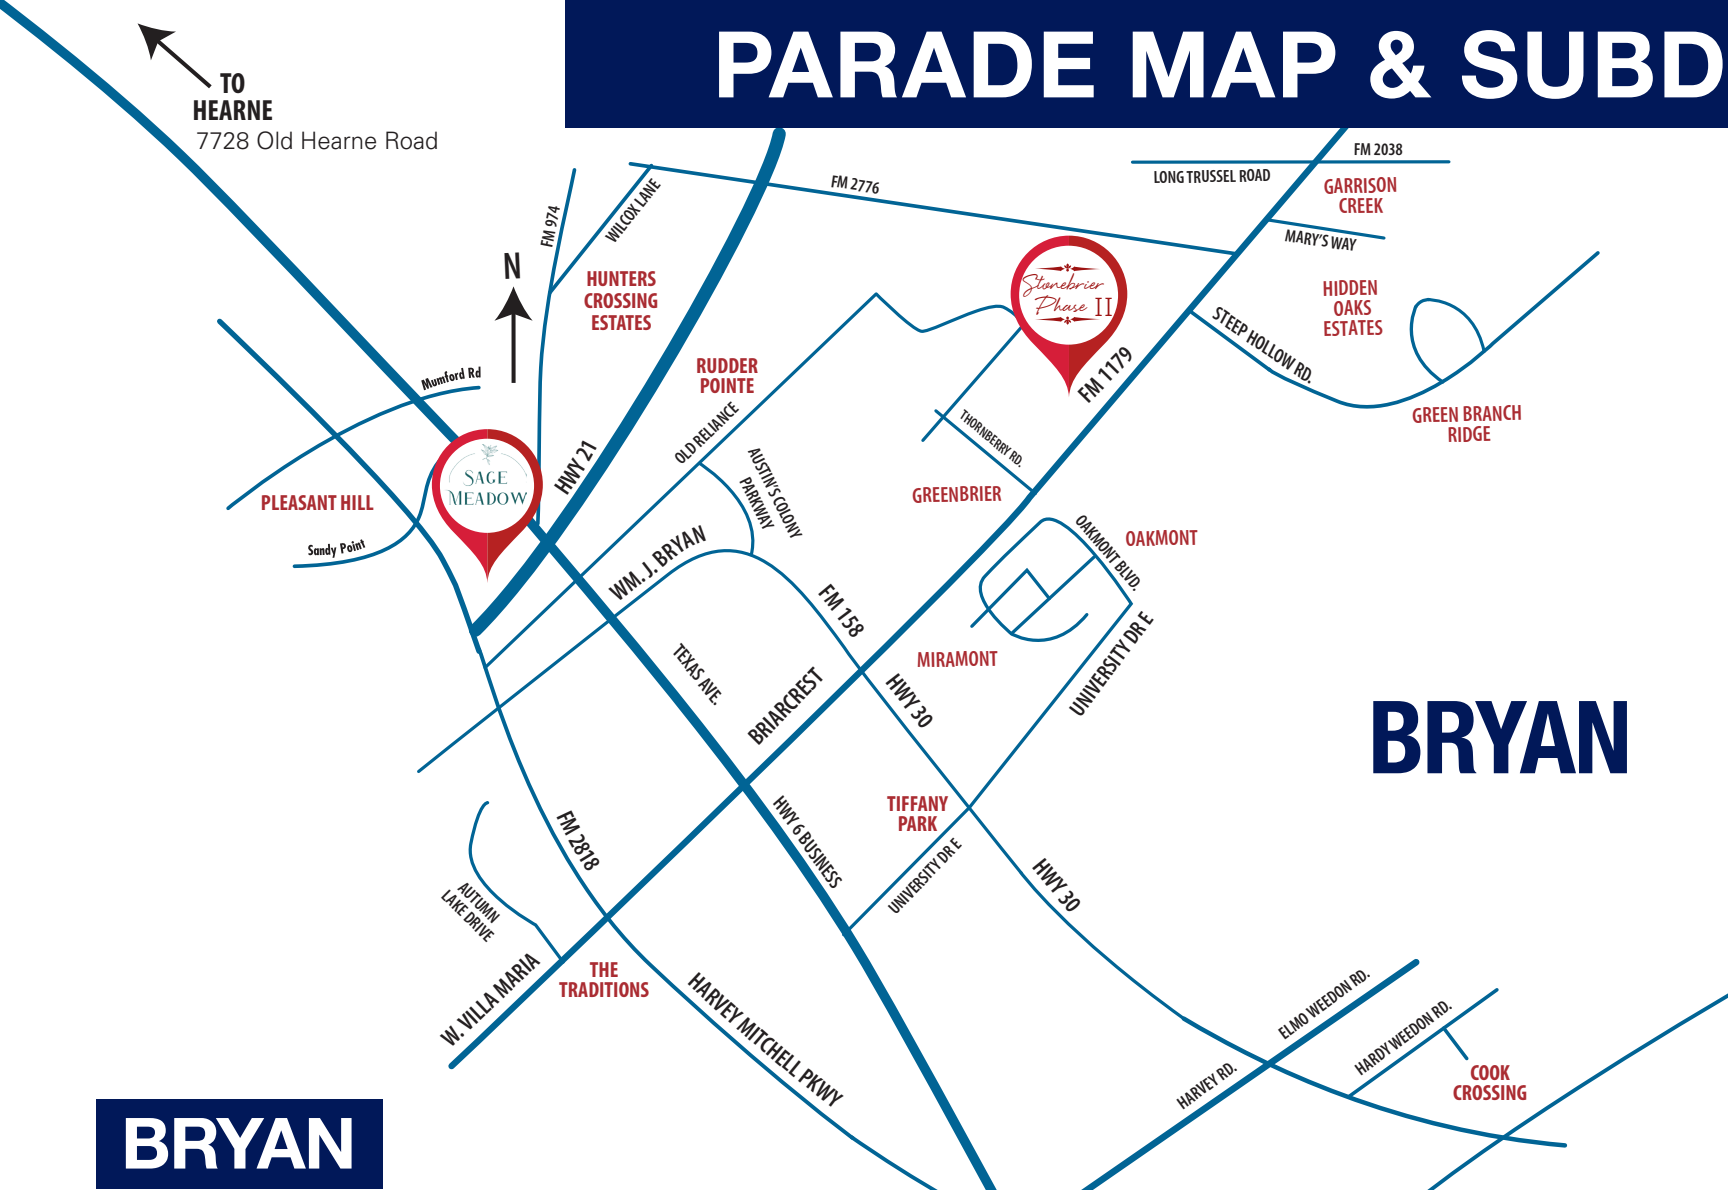 PARADE MAP & SUBD
TO
HEARNE
7728 Old Hearne Road
FM 2038
LONG TRUSSEL ROAD
GARRISON
CREEK
MARY'S WAY
FM 2776
FM 974
WILCOX LANE
N
HUNTERS
CROSSING
ESTATES
Stonebrier
Phase II
HIDDEN
OAKS
ESTATES
STEEP HOLLOW RD.
GREEN BRANCH
RIDGE
FM 1179
RUDDER
POINTE
OLD RELIANCE
Mumford Rd
THORNBERRY RD.
AUSTIN'S COLONY
PARKWAY
HWY 21
SAGE
MEADOW
PLEASANT HILL
Sandy Point
GREENBRIER
OAKMONT BLVD.
OAKMONT
WM. J. BRYAN
FM 158
MIRAMONT
UNIVERSITY DR E
TEXAS AVE.
BRIARCREST
HWY 30
BRYAN
TIFFANY
PARK
HWY 6 BUSINESS
UNIVERSITY DR E
FM 2818
HWY 30
AUTUMN
LAKE DRIVE
W. VILLA MARIA
THE
TRADITIONS
HARVEY MITCHELL PKWY
ELMO WEEDON RD.
HARDY WEEDON RD.
HARVEY RD.
COOK
CROSSING
BRYAN